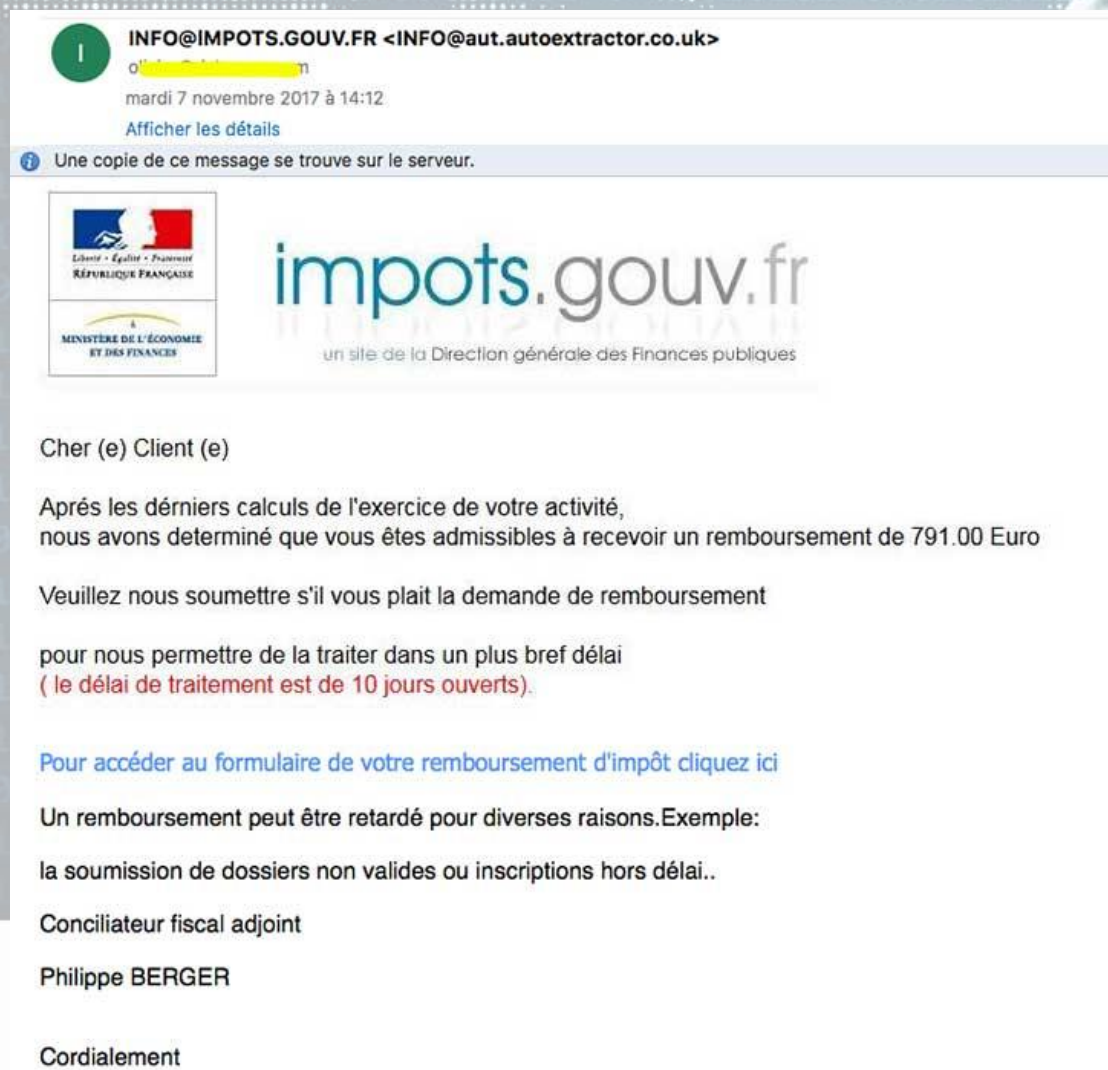 I
INFO@IMPOTS.GOUV.FR <INFO@aut.autoextractor.co.uk>
mardi 7 novembre 2017 à 14:12
Afficher les détails
Une copie de ce message se trouve sur le serveur.
Liberté • Égalité • Fraternité
RÉPUBLIQUE FRANÇAISE
MINISTÈRE DE L'ÉCONOMIE
ET DES FINANCES
impots.gouv.fr
un site de la Direction générale des Finances publiques
Cher (e) Client (e)
Aprés les dérniers calculs de l'exercice de votre activité,
nous avons determiné que vous êtes admissibles à recevoir un remboursement de 791.00 Euro
Veuillez nous soumettre s'il vous plait la demande de remboursement
pour nous permettre de la traiter dans un plus bref délai
( le délai de traitement est de 10 jours ouverts).
Pour accéder au formulaire de votre remboursement d'impôt cliquez ici
Un remboursement peut être retardé pour diverses raisons.Exemple:
la soumission de dossiers non valides ou inscriptions hors délai..
Conciliateur fiscal adjoint
Philippe BERGER
Cordialement